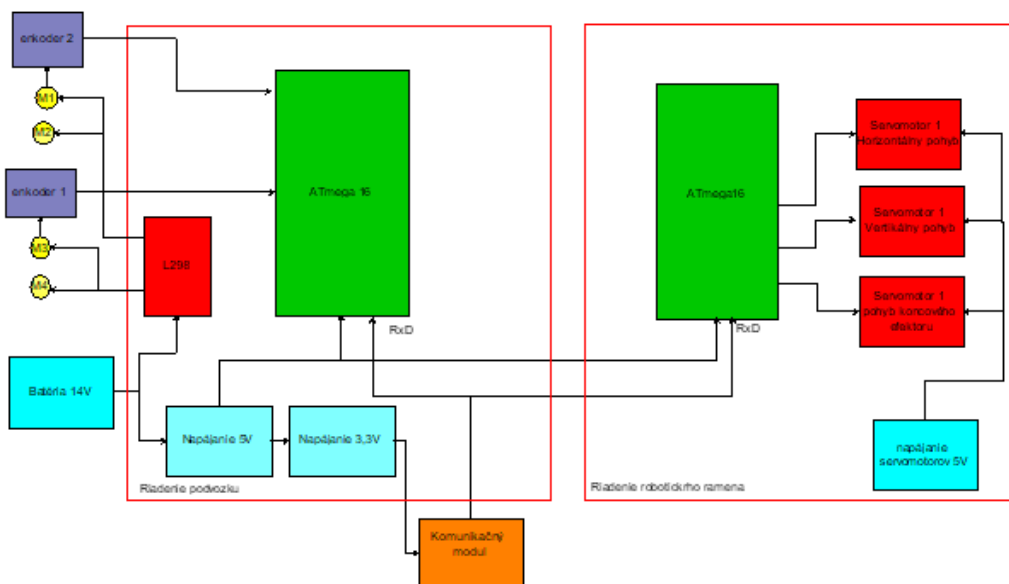 enkoder 2
M1
M2
enkoder 1
M3
M4
L298
ATmega 16
RxD
Batéria 14V
Napájanie 5V
Napájanie 3,3V
Riadenie podvozku
Komunikačný
modul
ATmega16
RxD
Servomotor 1
Horizontálny pohyb
Servomotor 1
Vertikálny pohyb
Servomotor 1
pohyb koncového
efektoru
napájanie
servomotorov 5V
Riadenie robotickrho ramena